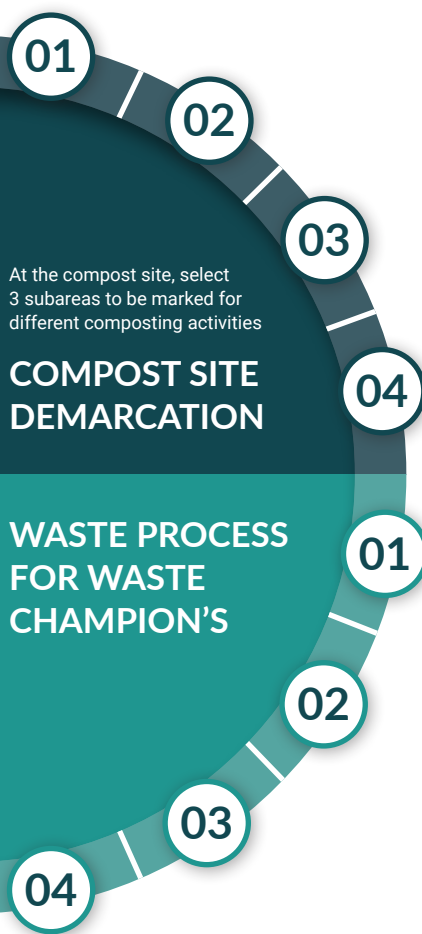 01
02
03
At the compost site, select
3 subareas to be marked for
different composting activities
COMPOST SITE
DEMARCATION
04
WASTE PROCESS
FOR WASTE
CHAMPION’S
01
02
03
04